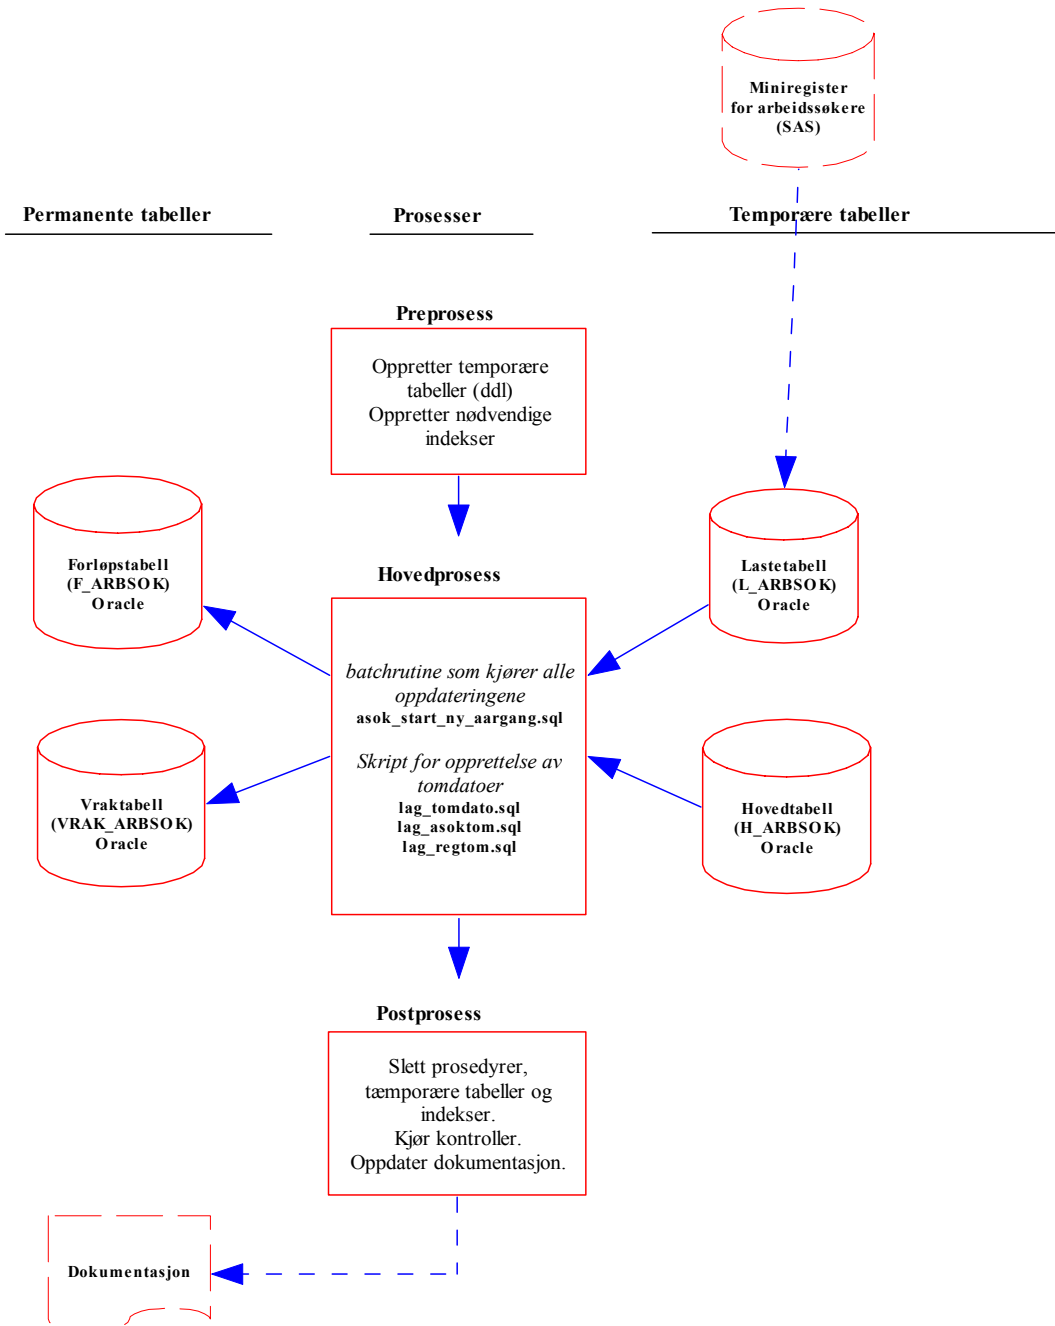 Miniregister
for arbeidssøkere
(SAS)
Permanente tabeller
Prosesser
Temporære tabeller
Preprosess
Oppretter temporære
tabeller (ddl)
Oppretter nødvendige
indekser
Forløpstabell
(F_ARBSOK)
Oracle
Hovedprosess
Lastetabell
(L_ARBSOK)
Oracle
batchrutine som kjører alle
oppdateringene
asok_start_ny_aargang.sql
Skript for opprettelse av
tomdatoer
lag_tomdato.sql
lag_asoktom.sql
lag_regtom.sql
Vraktabell
(VRAK_ARBSOK)
Oracle
Hovedtabell
(H_ARBSOK)
Oracle
Postprosess
Slett prosedyrer,
tæmporære tabeller og
indekser.
Kjør kontroller.
Oppdater dokumentasjon.
Dokumentasjon